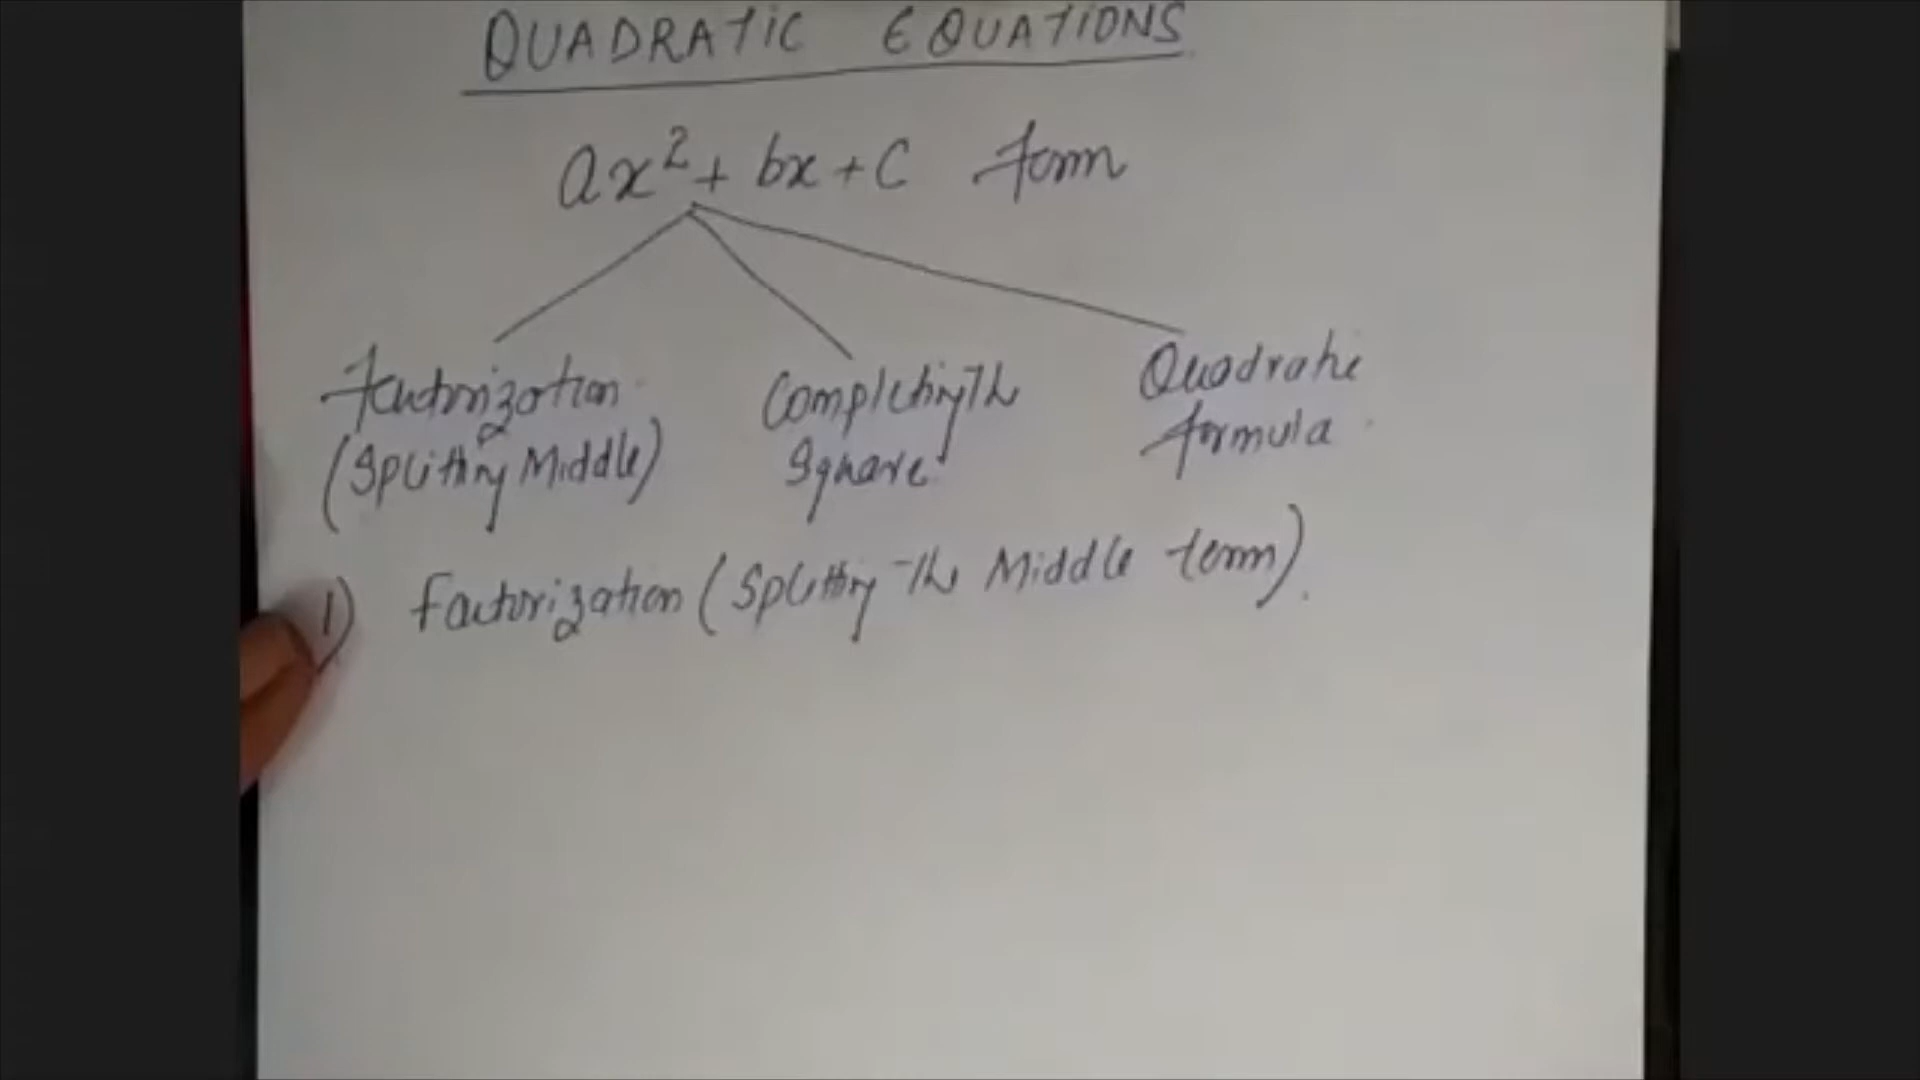 QUADRATIC EQUATIONS
ax² + bx + c form
Factorization Completing The Quadratic
(Splitting Middle) Square formula
1) Factorization (Splitting The Middle term).